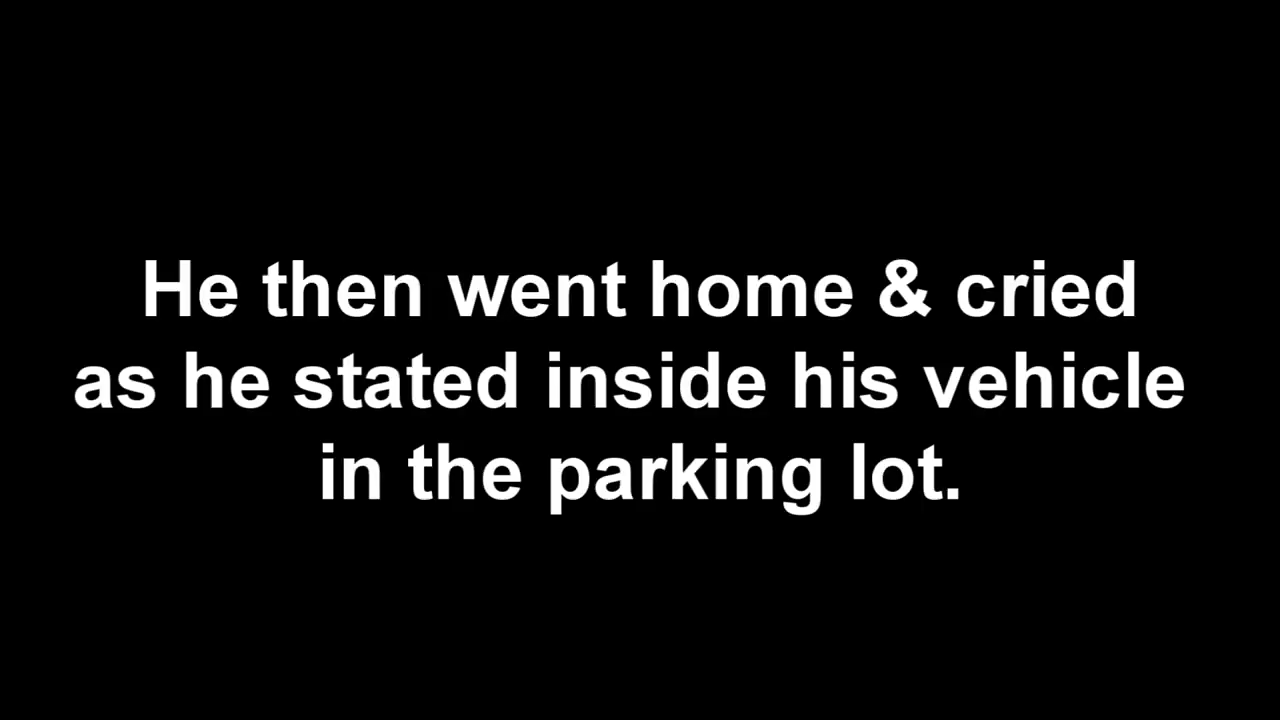 He then went home & cried
as he stated inside his vehicle
in the parking lot.